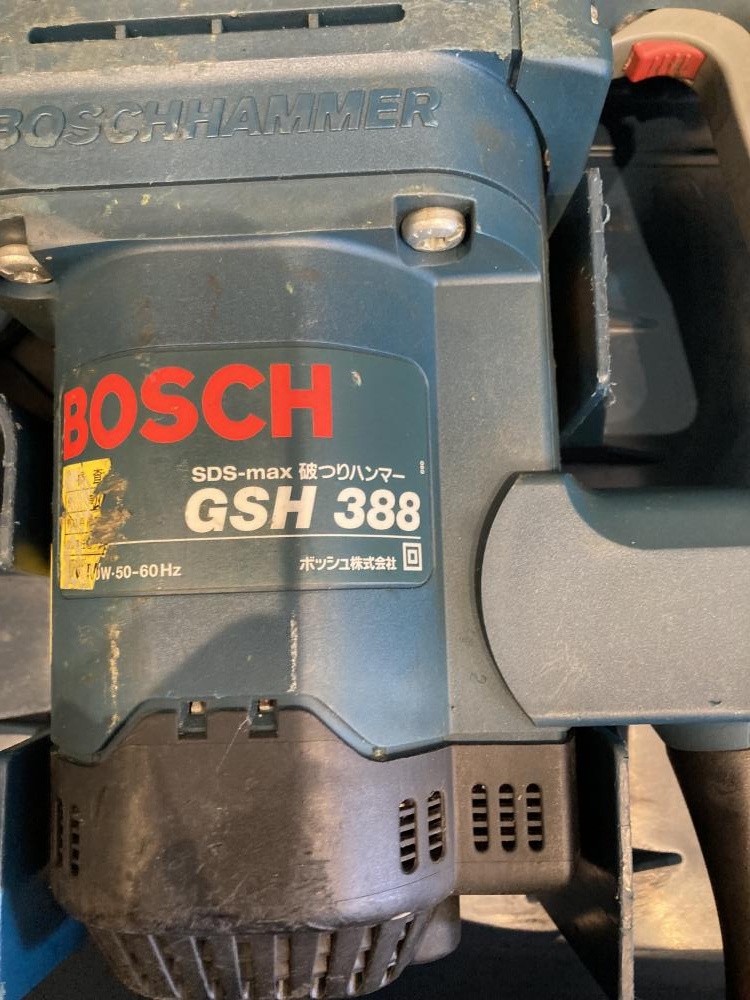 BOSCHHAMMER
BOSCH
SDS-max 破つりハンマー
GSH 388
W·50-60Hz
ボッシュ株式会社